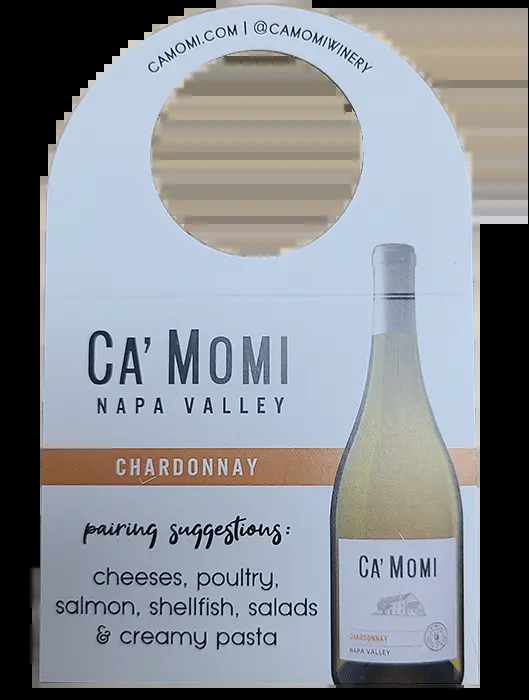 CAMOMI.COM | @CAMOMIWINERY
CA' MOMI
NAPA VALLEY
CHARDONNAY
pairing suggestions:
cheeses, poultry,
salmon, shellfish, salads
& creamy pasta
CA' MOMI
CHARDONNAY
NAPA VALLEY